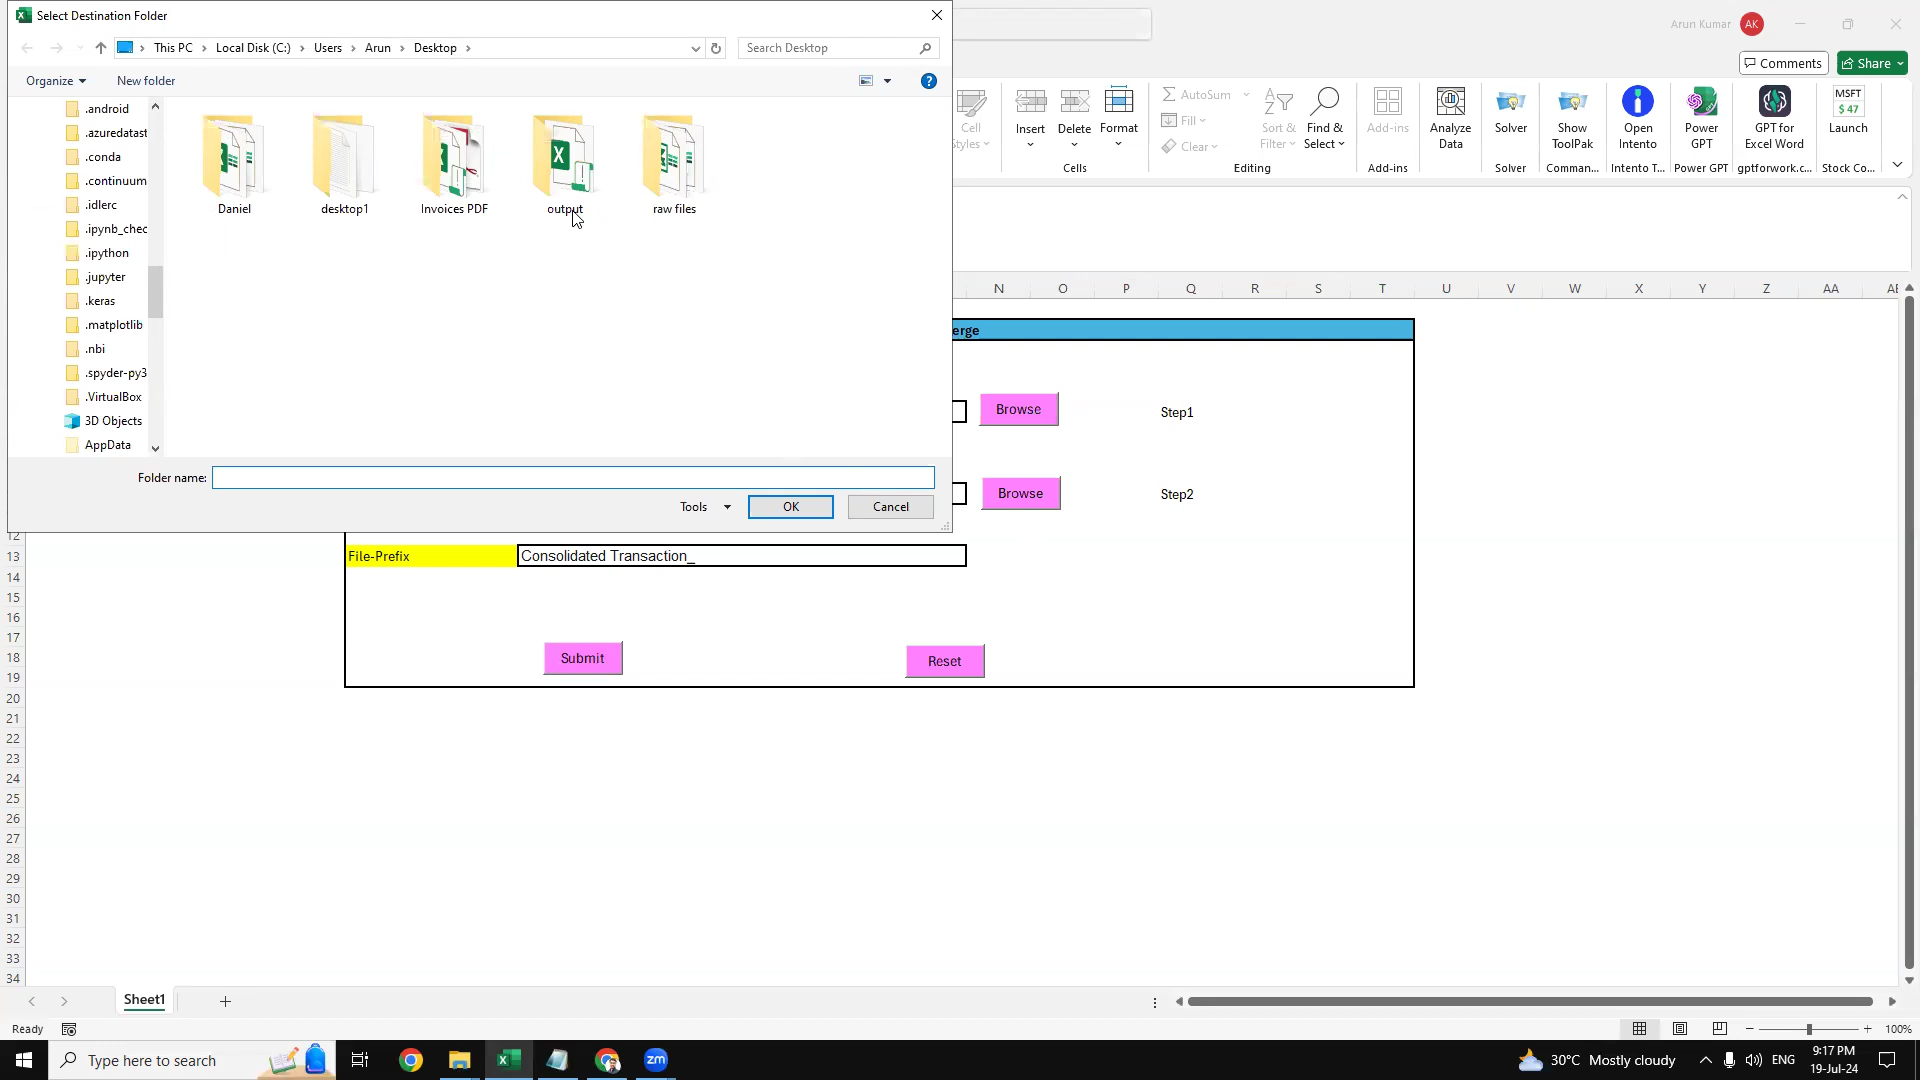 Select Destination Folder
This PC
Local Disk (C:)
Users
Arun
Desktop
Search Desktop
Organize
New folder
.android
.azuredatast
.conda
.continuum
.idlerc
.ipynb_chec
.ipython
.jupyter
.keras
.matplotlib
.nbi
.spyder-py3
.VirtualBox
3D Objects
AppData
Daniel
desktop1
Invoices PDF
output
raw files
Folder name:
Tools
OK
Cancel
Arun Kumar
AK
Comments
Share
Cell
Styles
Insert
Delete
Format
Cells
AutoSum
Fill
Clear
Sort &
Filter
Find &
Select
Editing
Add-ins
Add-ins
Analyze
Data
Solver
Solver
Show
ToolPak
Comman...
Open
Intento
Intento T...
Power
GPT
Power GPT
GPT for
Excel Word
gptforwork.c...
MSFT
$ 47
Launch
Stock Co...
N O P Q R S T U V W X Y Z AA AE
erge
Browse
Step1
Browse
Step2
12
13
File-Prefix
Consolidated Transaction_
14
15
16
17
18
Submit
Reset
19
20
21
22
23
24
25
26
27
28
29
30
31
32
33
34
Sheet1
Ready
100%
Type here to search
zm
30°C Mostly cloudy
ENG
9:17 PM
19-Jul-24